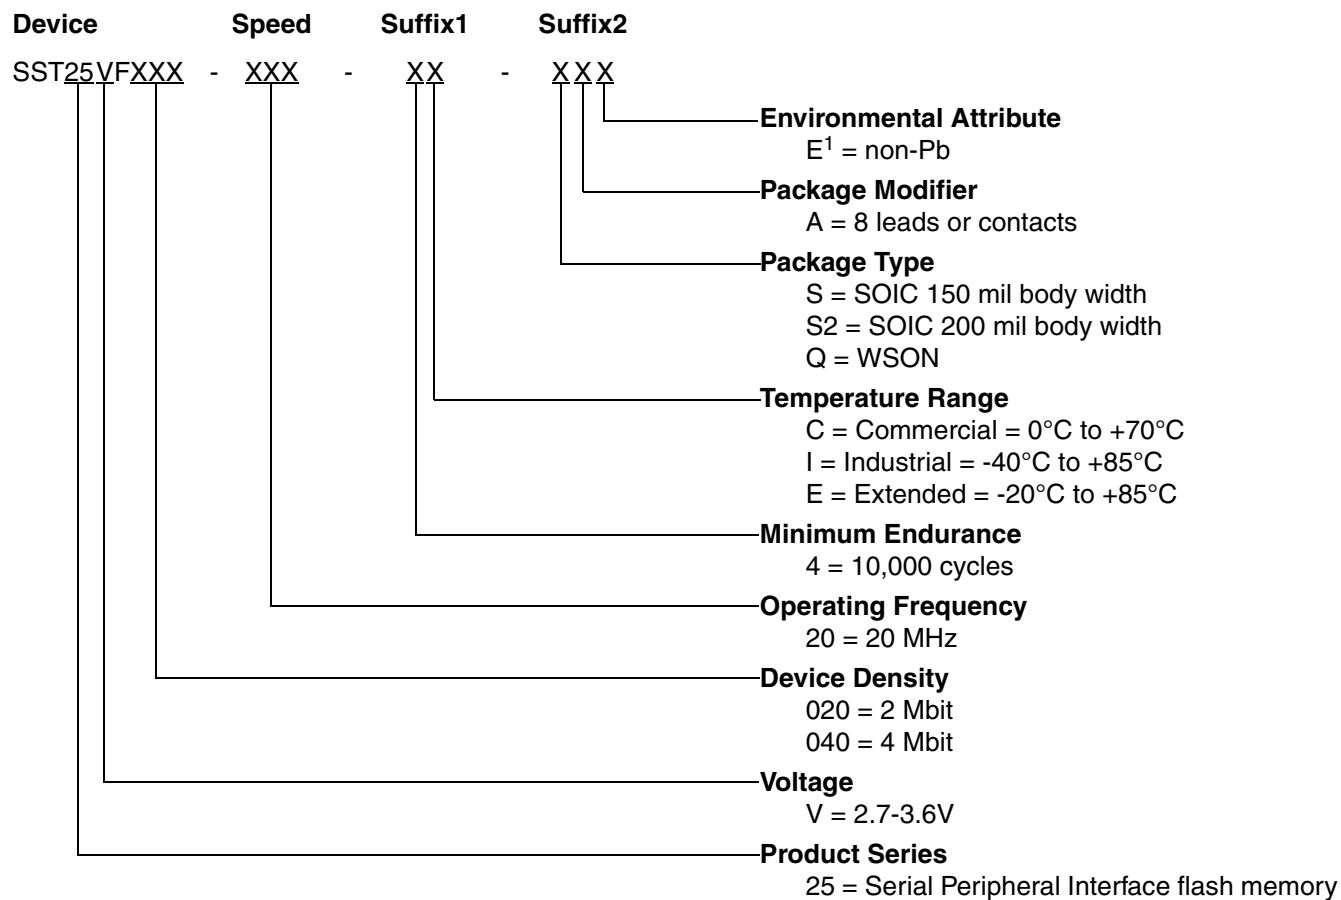 Device Speed Suffix1 Suffix2
SST25VFXXX - XXX - XX - XXX
Environmental Attribute
E1 = non-Pb
Package Modifier
A = 8 leads or contacts
Package Type
S = SOIC 150 mil body width
S2 = SOIC 200 mil body width
Q = WSON
Temperature Range
C = Commercial = 0°C to +70°C
I = Industrial = -40°C to +85°C
E = Extended = -20°C to +85°C
Minimum Endurance
4 = 10,000 cycles
Operating Frequency
20 = 20 MHz
Device Density
020 = 2 Mbit
040 = 4 Mbit
Voltage
V = 2.7-3.6V
Product Series
25 = Serial Peripheral Interface flash memory